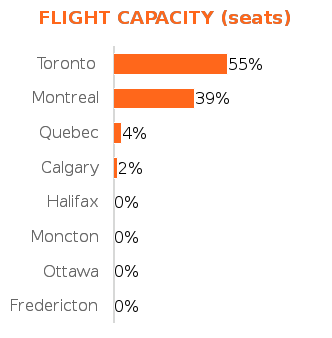 FLIGHT CAPACITY (seats)
Toronto 55%
Montreal 39%
Quebec 4%
Calgary 2%
Halifax 0%
Moncton 0%
Ottawa 0%
Fredericton 0%